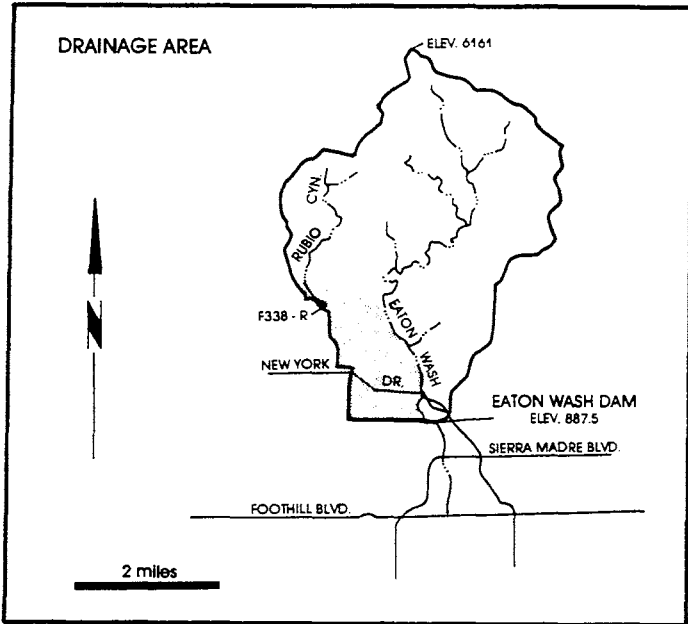 DRAINAGE AREA
ELEV. 6161
RUBIO CYN.
F338 - R
EATON WASH
NEW YORK DR.
EATON WASH DAM
ELEV. 887.5
SIERRA MADRE BLVD.
FOOTHILL BLVD.
N
2 miles